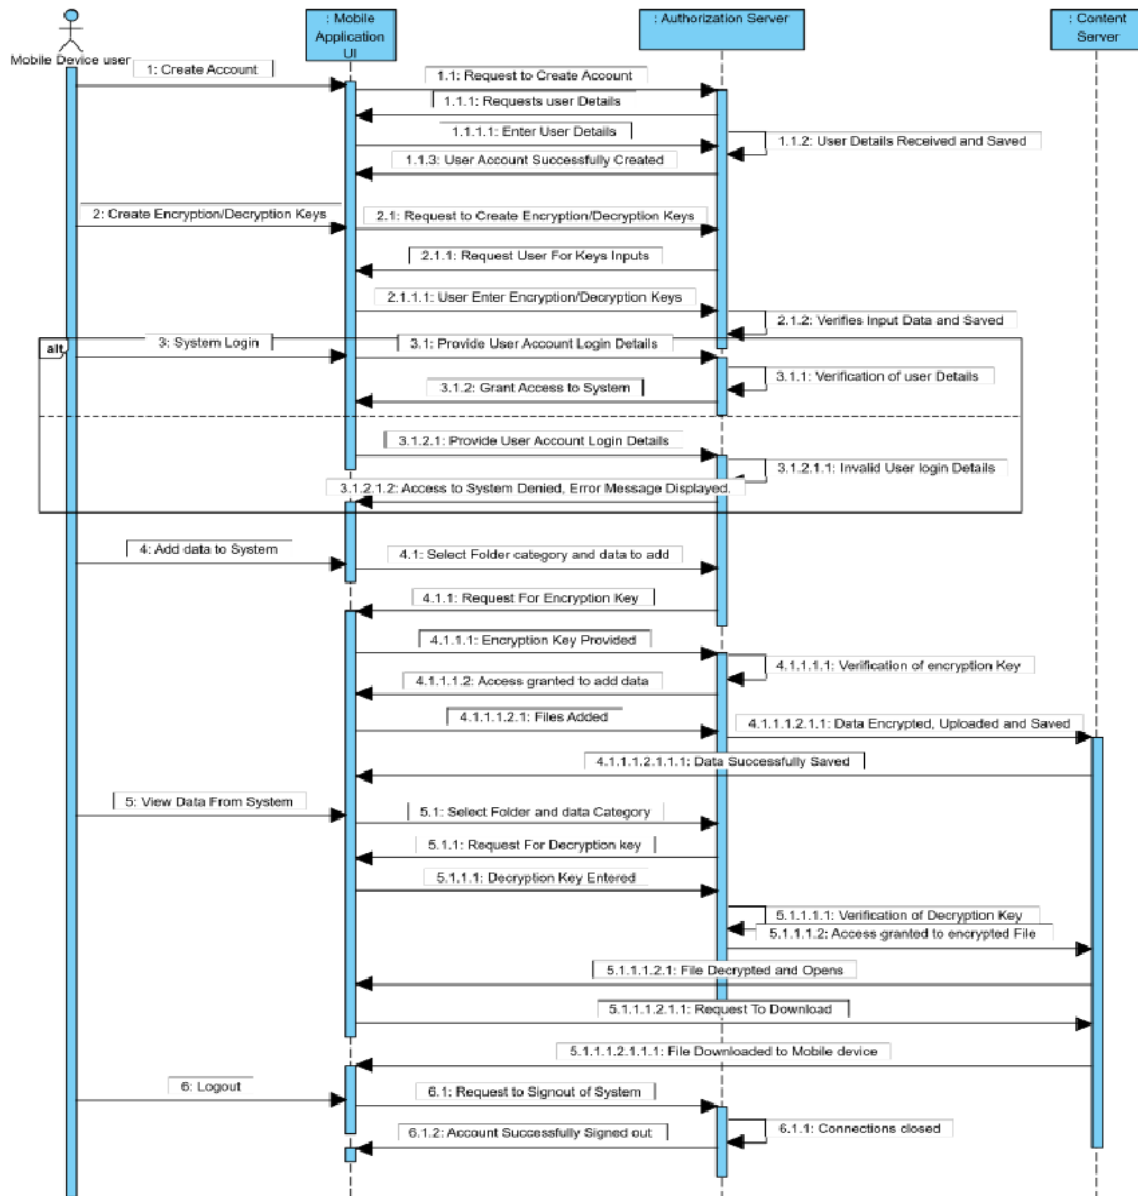 : Mobile
Application
UI
: Authorization Server
: Content
Server
Mobile Device user
1: Create Account
1.1: Request to Create Account
1.1.1: Requests user Details
1.1.1.1: Enter User Details
1.1.2: User Details Received and Saved
1.1.3: User Account Successfully Created
2: Create Encryption/Decryption Keys
2.1: Request to Create Encryption/Decryption Keys
2.1.1: Request User For Keys Inputs
2.1.1.1: User Enter Encryption/Decryption Keys
2.1.2: Verifies Input Data and Saved
alt
3: System Login
3.1: Provide User Account Login Details
3.1.1: Verification of user Details
3.1.2: Grant Access to System
3.1.2.1: Provide User Account Login Details
3.1.2.1.1: Invalid User login Details
3.1.2.1.2: Access to System Denied, Error Message Displayed.
4: Add data to System
4.1: Select Folder category and data to add
4.1.1: Request For Encryption Key
4.1.1.1: Encryption Key Provided
4.1.1.1.1: Verification of encryption Key
4.1.1.1.2: Access granted to add data
4.1.1.1.2.1: Files Added
4.1.1.1.2.1.1: Data Encrypted, Uploaded and Saved
4.1.1.1.2.1.1.1: Data Successfully Saved
5: View Data From System
5.1: Select Folder and data Category
5.1.1: Request For Decryption key
5.1.1.1: Decryption Key Entered
5.1.1.1.1: Verification of Decryption Key
5.1.1.1.2: Access granted to encrypted File
5.1.1.1.2.1: File Decrypted and Opens
5.1.1.1.2.1.1: Request To Download
5.1.1.1.2.1.1.1: File Downloaded to Mobile device
6: Logout
6.1: Request to Signout of System
6.1.1: Connections closed
6.1.2: Account Successfully Signed out